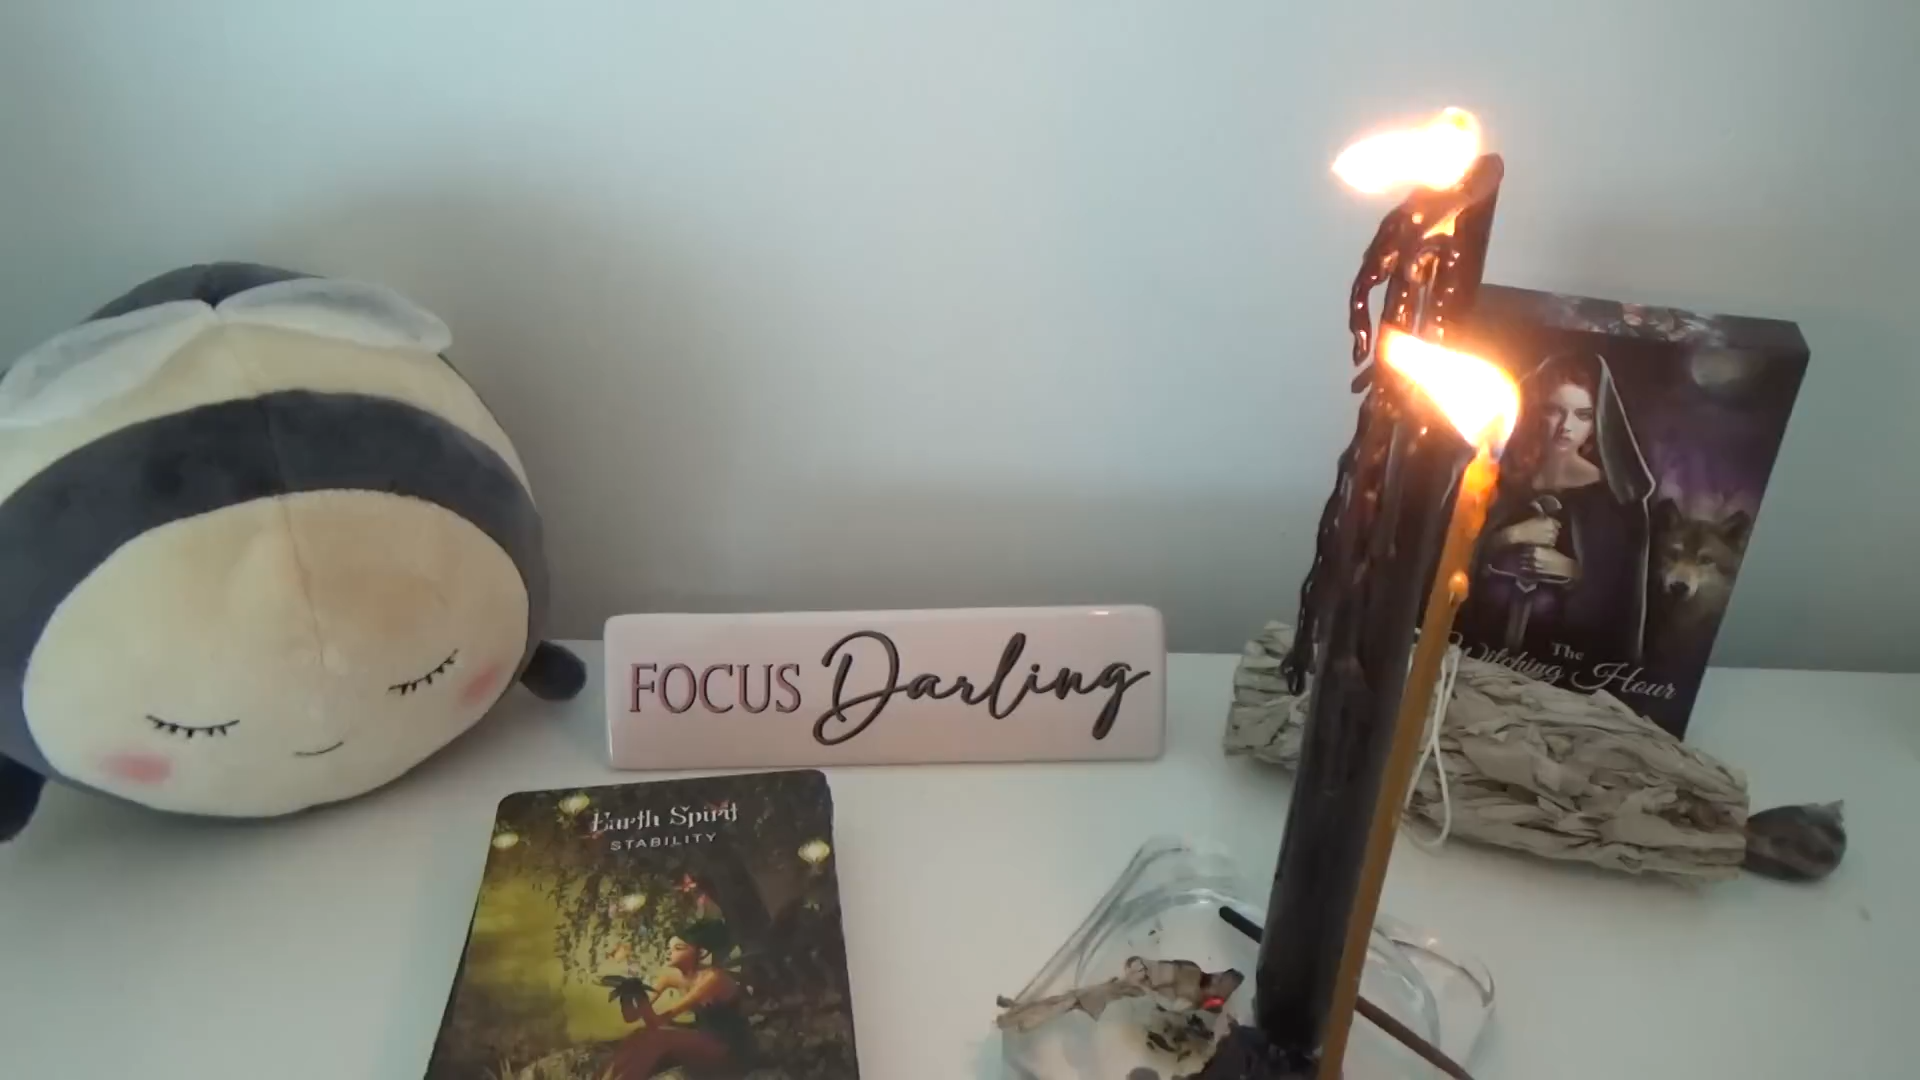 FOCUS Darling
Earth Spirit
STABILITY
The
Witching Hour